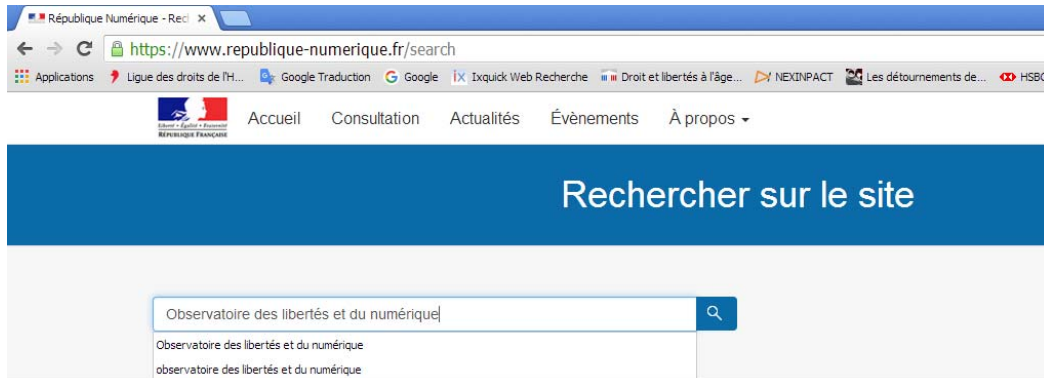 République Numérique - Recl
https://www.republique-numerique.fr/search
Applications Ligue des droits de l'H... Google Traduction Google Ixquick Web Recherche Droit et libertés à l'âge... NEXINPACT Les détournements de... HSBC
Liberté • Égalité • Fraternité
RÉPUBLIQUE FRANÇAISE
Accueil Consultation Actualités Évènements À propos
Rechercher sur le site
Observatoire des libertés et du numérique
Observatoire des libertés et du numérique
observatoire des libertés et du numérique